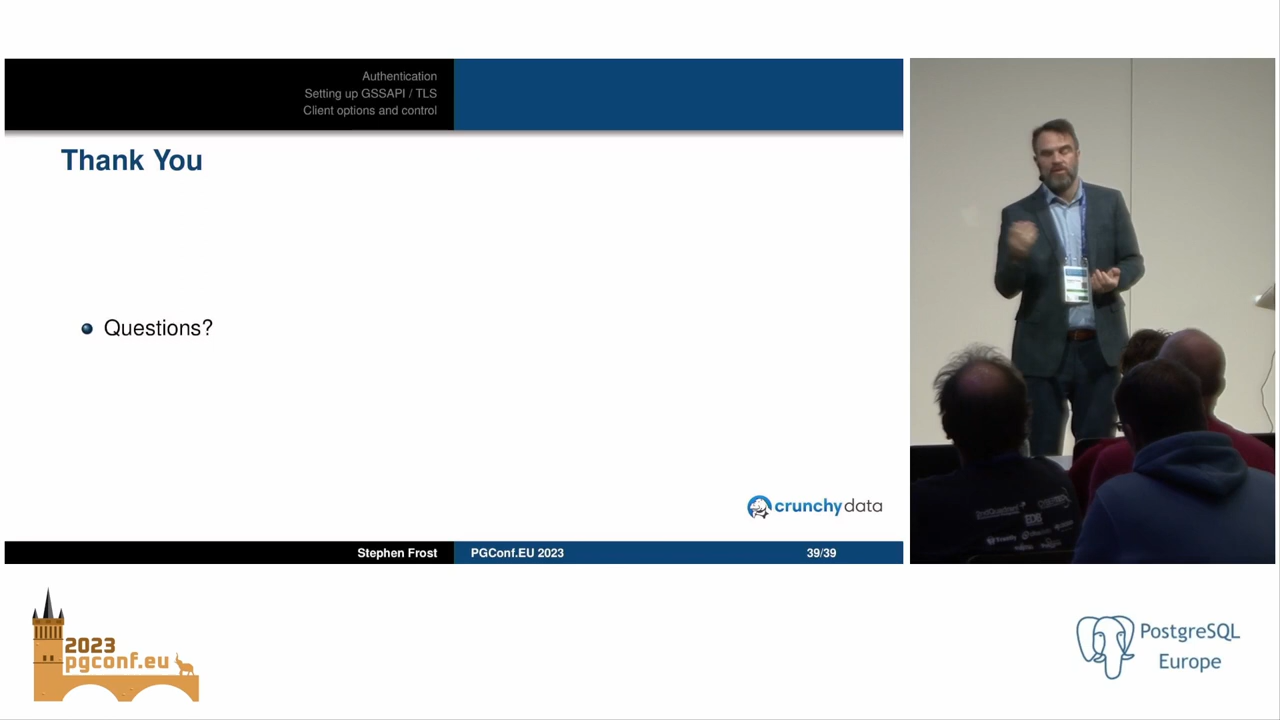 Authentication
Setting up GSSAPI / TLS
Client options and control
Thank You
Questions?
crunchydata
Stephen Frost
PGConf.EU 2023
39/39
EDB
2023
pgconf.eu
PostgreSQL
Europe